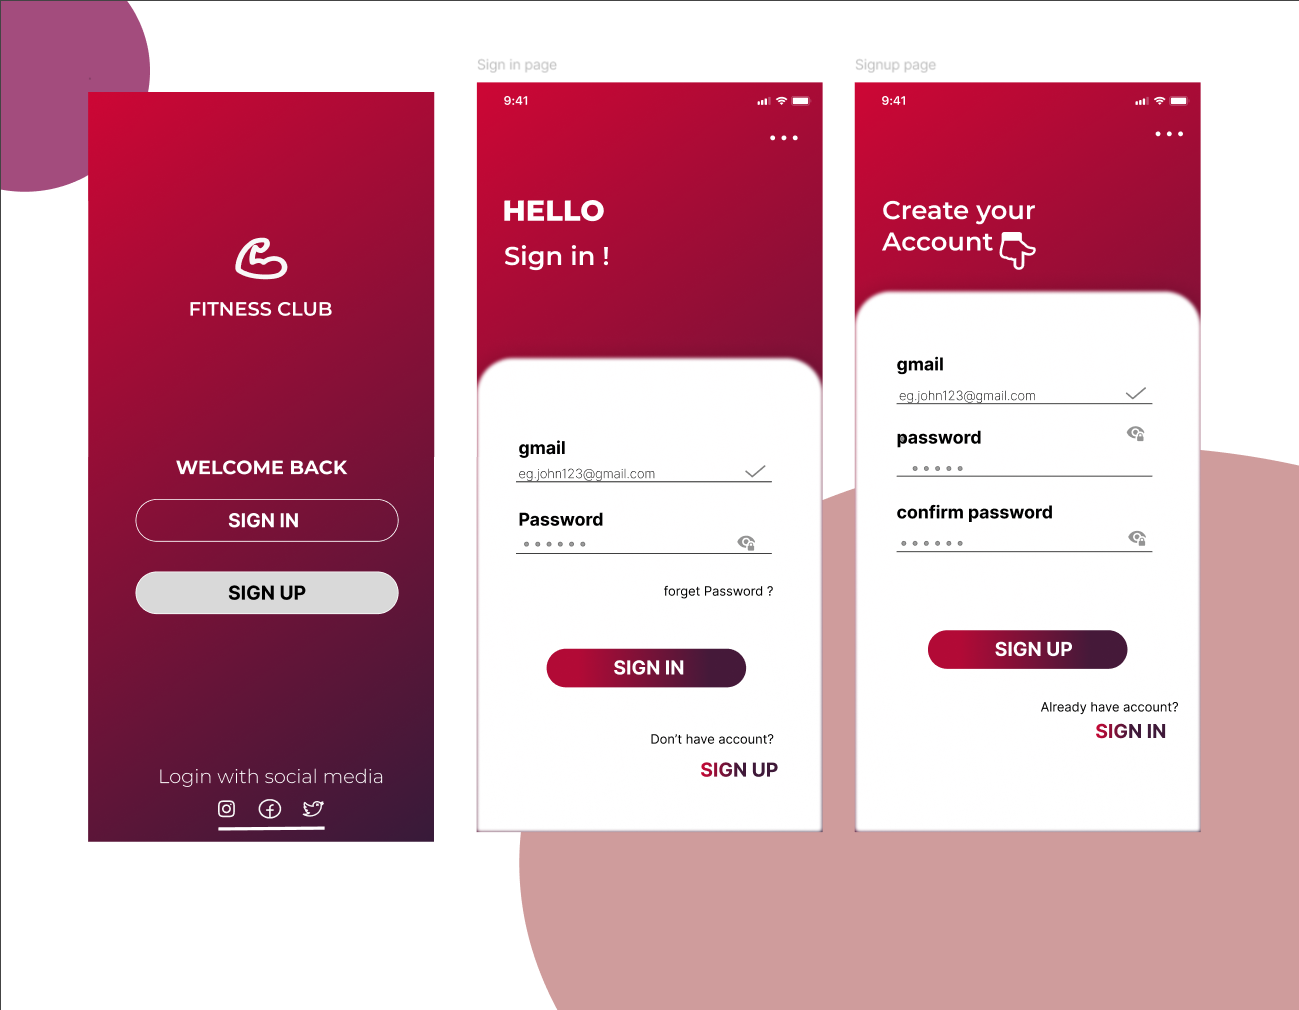 FITNESS CLUB
WELCOME BACK
SIGN IN
SIGN UP
Login with social media
Sign in page
9:41
HELLO
Sign in !
gmail
eg.john123@gmail.com
Password
forget Password ?
SIGN IN
Don't have account?
SIGN UP
Signup page
9:41
Create your
Account
gmail
eg.john123@gmail.com
password
confirm password
SIGN UP
Already have account?
SIGN IN